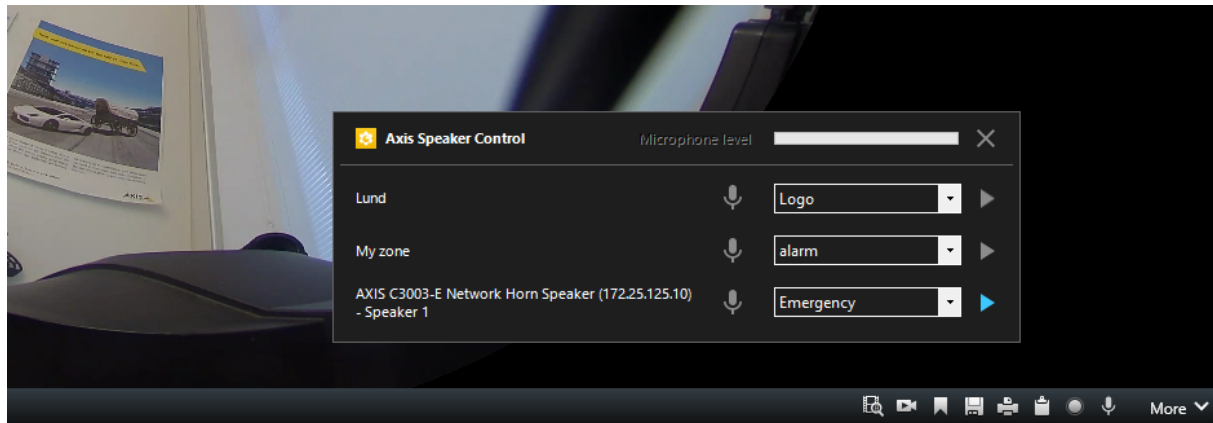 AXIS
Axis Speaker Control
Microphone level
Lund
Logo
My zone
alarm
AXIS C3003-E Network Horn Speaker (172.25.125.10)
- Speaker 1
Emergency
More